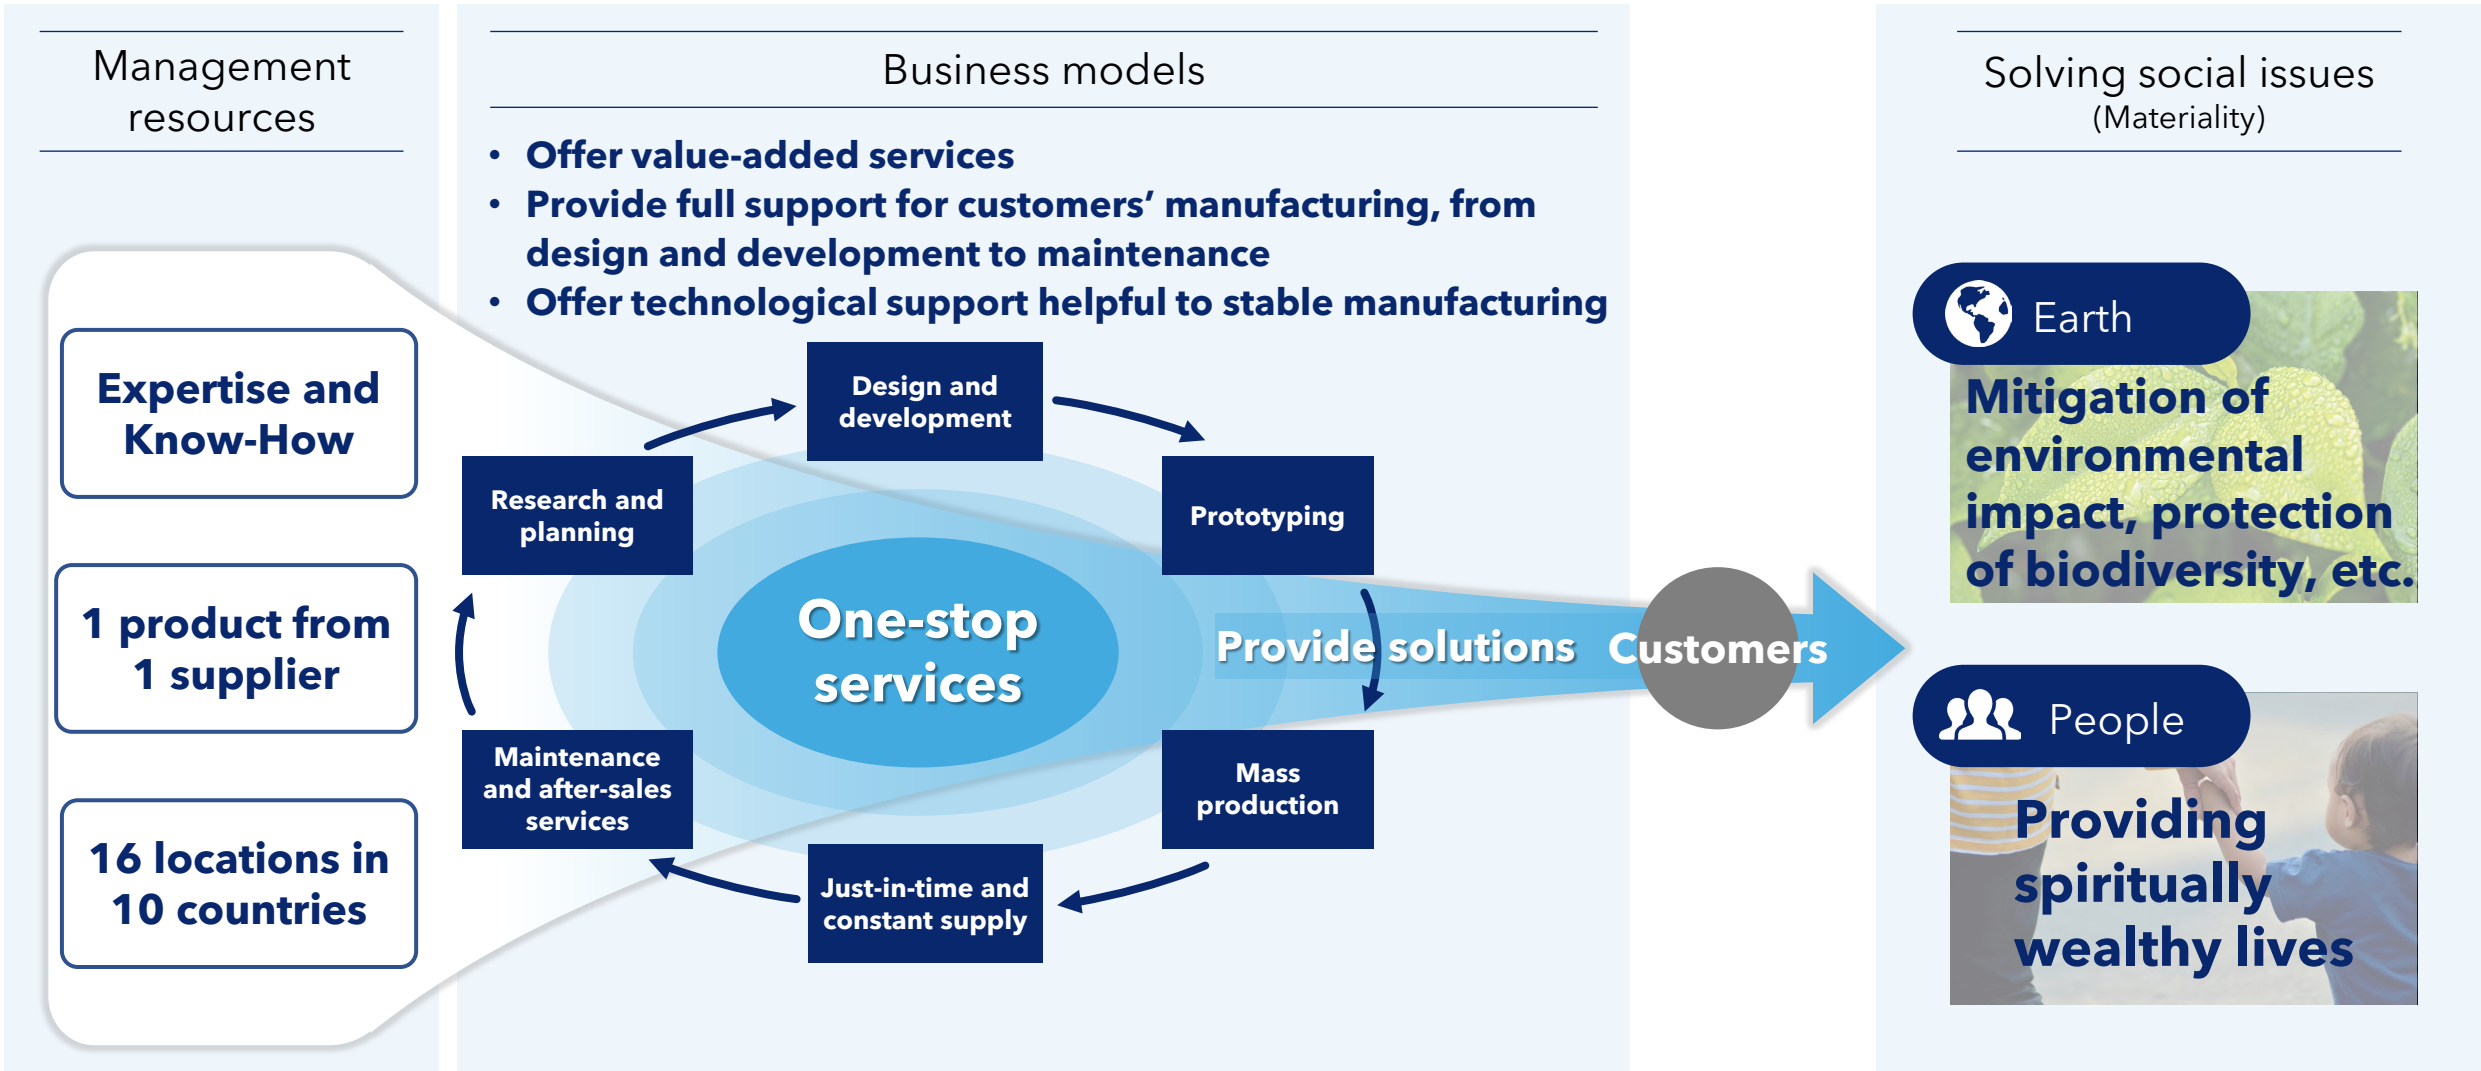 Management
resources
Expertise and
Know-How
1 product from
1 supplier
16 locations in
10 countries
Business models
• Offer value-added services
• Provide full support for customers’ manufacturing, from
design and development to maintenance
• Offer technological support helpful to stable manufacturing
Design and
development
Research and
planning
Prototyping
One-stop
services
Provide solutions
Customers
Maintenance
and after-sales
services
Mass
production
Just-in-time and
constant supply
Solving social issues
(Materiality)
Earth
Mitigation of
environmental
impact, protection
of biodiversity, etc.
People
Providing
spiritually
wealthy lives